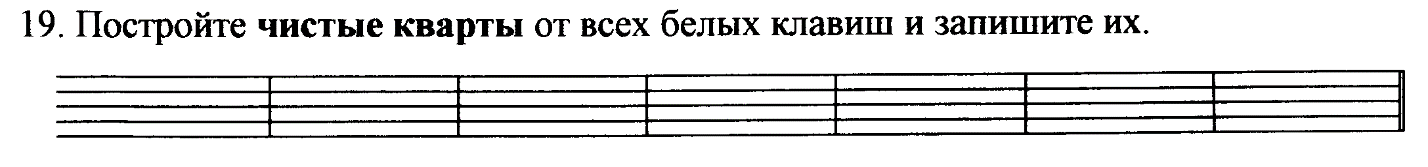 19. Постройте чистые кварты от всех белых клавиш и запишите их.